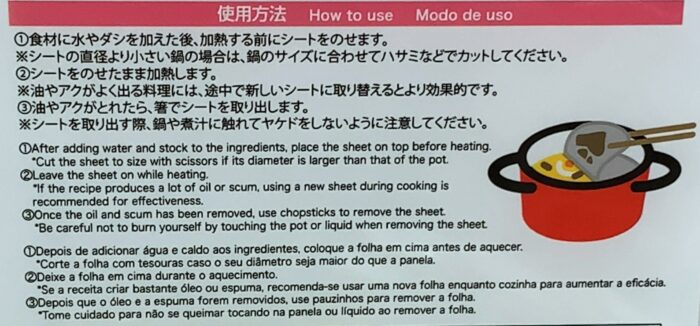 使用方法 How to use Modo de uso
①食材に水やダシを加えた後、加熱する前にシートをのせます。
※シートの直径より小さい鍋の場合は、鍋のサイズに合わせてハサミなどでカットしてください。
②シートをのせたまま加熱します。
※油やアクがよく出る料理には、途中で新しいシートに取り替えるとより効果的です。
③油やアクがとれたら、箸でシートを取り出します。
※シートを取り出す際、鍋や煮汁に触れてヤケドをしないように注意してください。
①After adding water and stock to the ingredients, place the sheet on top before heating.
*Cut the sheet to size with scissors if its diameter is larger than that of the pot.
②Leave the sheet on while heating.
*If the recipe produces a lot of oil or scum, using a new sheet during cooking is
recommended for effectiveness.
③Once the oil and scum has been removed, use chopsticks to remove the sheet.
*Be careful not to burn yourself by touching the pot or liquid when removing the sheet.
①Depois de adicionar água e caldo aos ingredientes, coloque a folha em cima antes de aquecer.
*Corte a folha com tesouras caso o seu diâmetro seja maior do que a panela.
②Deixe a folha em cima durante o aquecimento.
*Se a receita criar bastante óleo ou espuma, recomenda-se usar uma nova folha enquanto cozinha para aumentar a eficácia.
③Depois que o óleo e a espuma forem removidos, use pauzinhos para remover a folha.
*Tome cuidado para não se queimar tocando na panela ou líquido ao remover a folha.